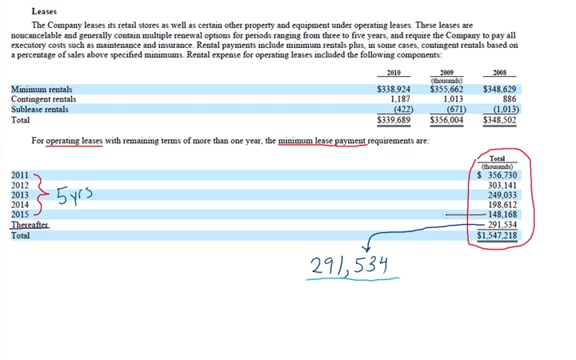 Leases
The Company leases its retail stores as well as certain other property and equipment under operating leases. These leases are
noncancelable and generally contain multiple renewal options for periods ranging from three to five years, and require the Company to pay all
executory costs such as maintenance and insurance. Rental payments include minimum rentals plus, in some cases, contingent rentals based on
a percentage of sales above specified minimums. Rental expense for operating leases included the following components:
2010 2009 2008
(thousands)
Minimum rentals $338,924 $355,662 $348,629
Contingent rentals 1,187 1,013 886
Sublease rentals (422) (671) (1,013)
Total $339,689 $356,004 $348,502
For operating leases with remaining terms of more than one year, the minimum lease payment requirements are:
Total
(thousands)
2011 $ 356,730
2012 303,141
2013 5 yrs 249,033
2014 198,612
2015 148,168
Thereafter 291,534
Total $1,547,218
291,534